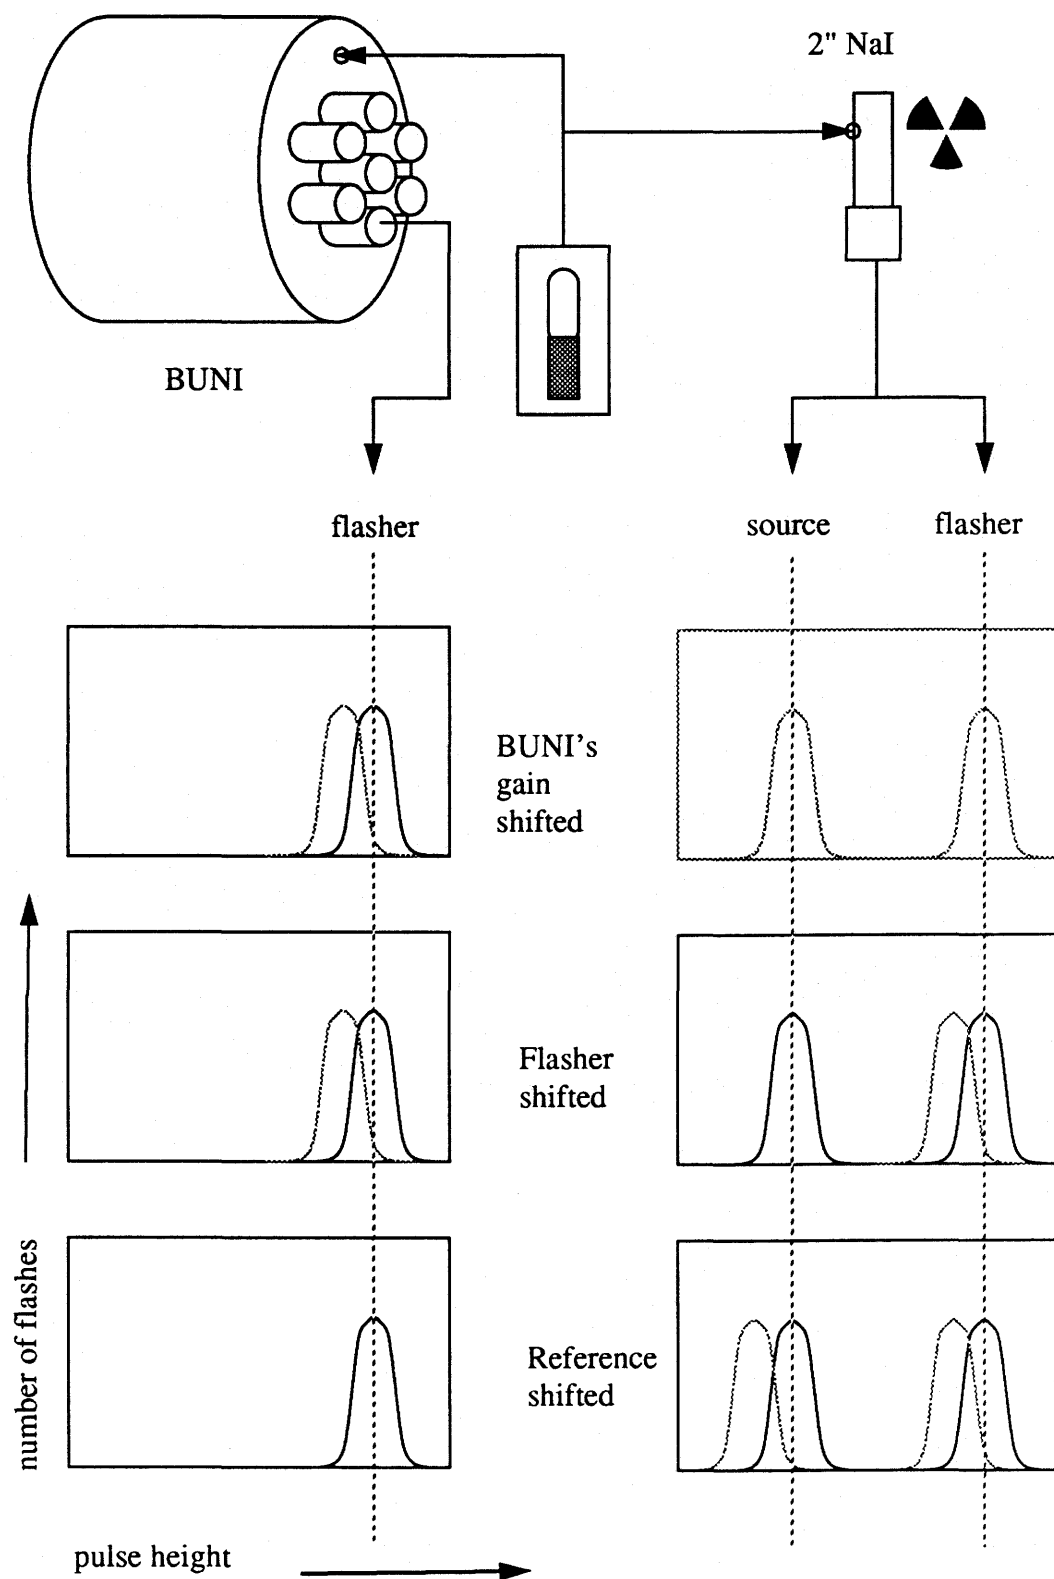 2" NaI
BUNI
flasher
source
flasher
BUNI's
gain
shifted
Flasher
shifted
Reference
shifted
number of flashes
pulse height